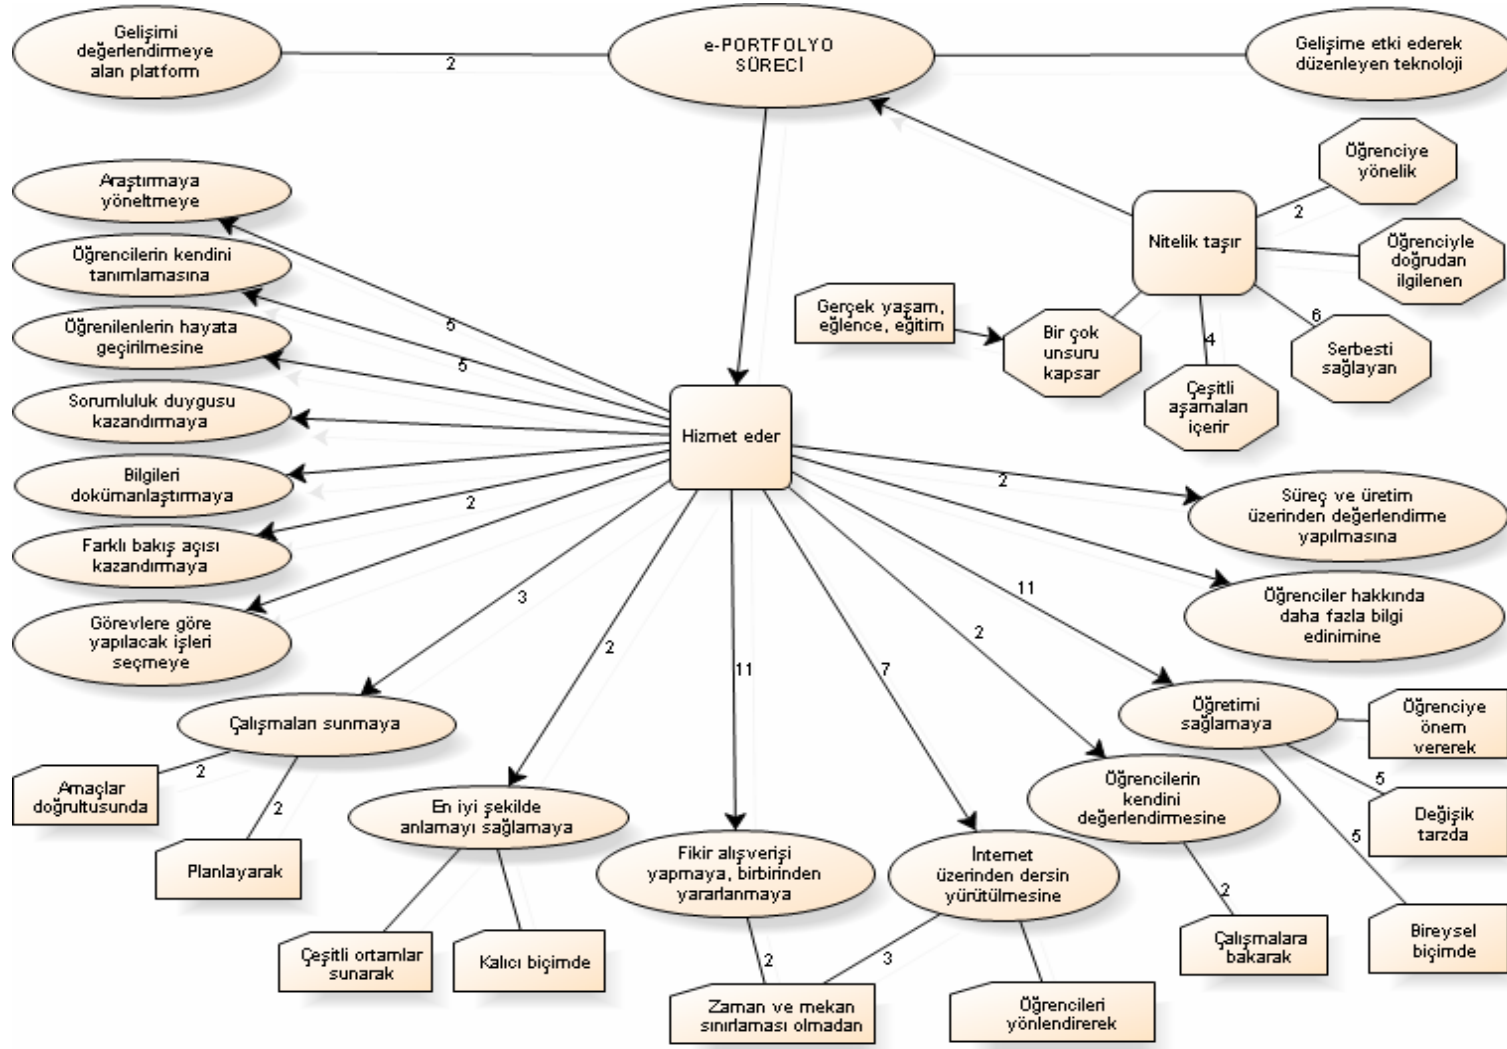 Gelişimi
değerlendirmeye
alan platform
2
e-PORTFOLYO
SÜRECİ
Gelişime etki ederek
düzenleyen teknoloji
Araştırmaya
yöneltmeye
Öğrencilerin kendini
tanımlamasına
Öğrenilenlerin hayata
geçirilmesine
Sorumluluk duygusu
kazandırmaya
Bilgileri
dokümanlaştırmaya
Farklı bakış açısı
kazandırmaya
Görevlere göre
yapılacak işleri
seçmeye
5
5
2
3
2
11
7
2
11
2
Hizmet eder
Nitelik taşır
Öğrenciye
yönelik
2
Öğrenciyle
doğrudan
ilgilenen
6
Serbesti
sağlayan
4
Çeşitli
aşamaları
içerir
Bir çok
unsuru
kapsar
Gerçek yaşam,
eğlence, eğitim
Süreç ve üretim
üzerinden değerlendirme
yapılmasına
Öğrenciler hakkında
daha fazla bilgi
edinimine
Öğretimi
sağlamaya
Öğrenciye
önem
vererek
5
Değişik
tarzda
5
Bireysel
biçimde
Çalışmaları sunmaya
2
Amaçlar
doğrultusunda
2
Planlayarak
En iyi şekilde
anlamayı sağlamaya
Çeşitli ortamlar
sunarak
Kalıcı biçimde
Fikir alışverişi
yapmaya, birbirinden
yararlanmaya
2
Zaman ve mekan
sınırlaması olmadan
İnternet
üzerinden dersin
yürütülmesine
3
Öğrencileri
yönlendirerek
Öğrencilerin
kendini
değerlendirmesine
2
Çalışmalara
bakarak